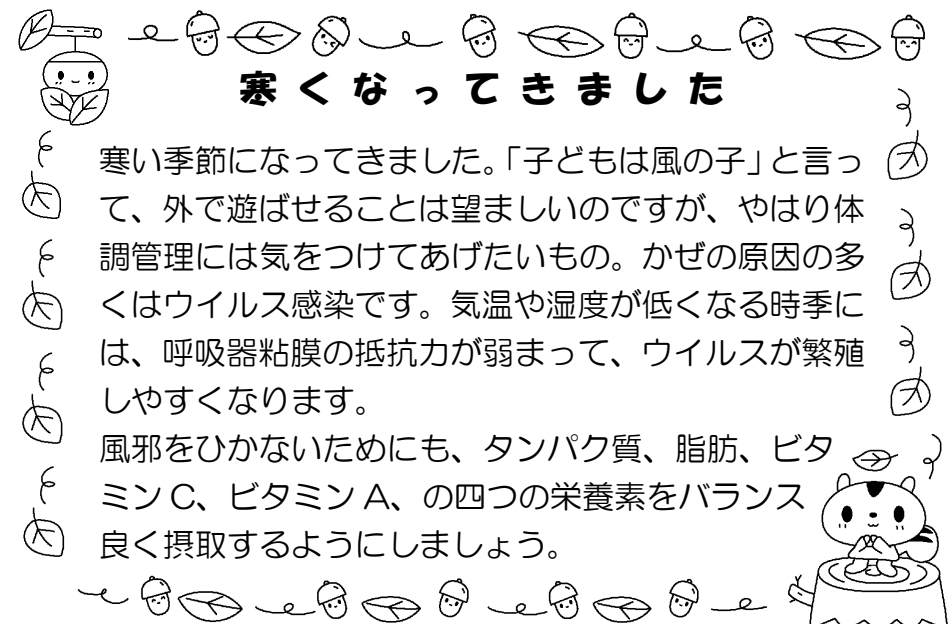 寒くなってきました
寒い季節になってきました。「子どもは風の子」と言っ
て、外で遊ばせることは望ましいのですが、やはり体
調管理には気をつけてあげたいもの。かぜの原因の多
くはウイルス感染です。気温や湿度が低くなる時季に
は、呼吸器粘膜の抵抗力が弱まって、ウイルスが繁殖
しやすくなります。
風邪をひかないためにも、タンパク質、脂肪、ビタ
ミンC、ビタミンA、の四つの栄養素をバランス
良く摂取するようにしましょう。